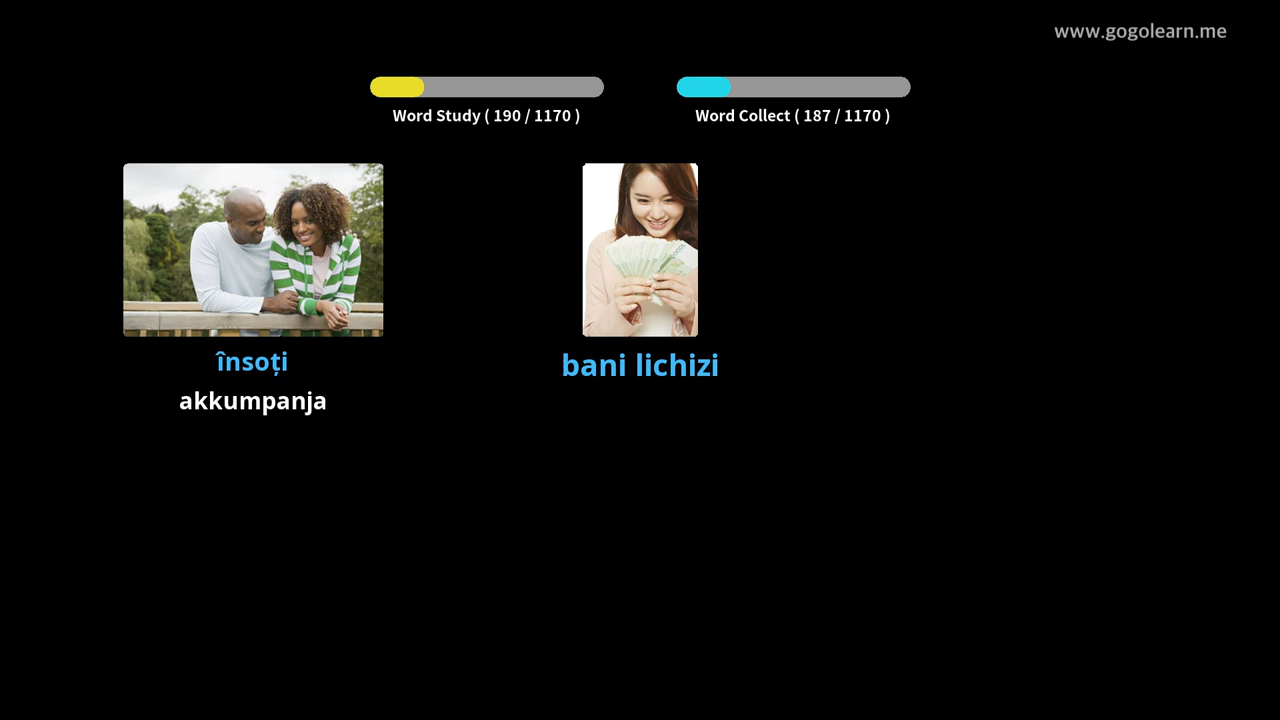 www.gogolearn.me
Word Study ( 190 / 1170 )
Word Collect ( 187 / 1170 )
însoți
akkumpanja
bani lichizi